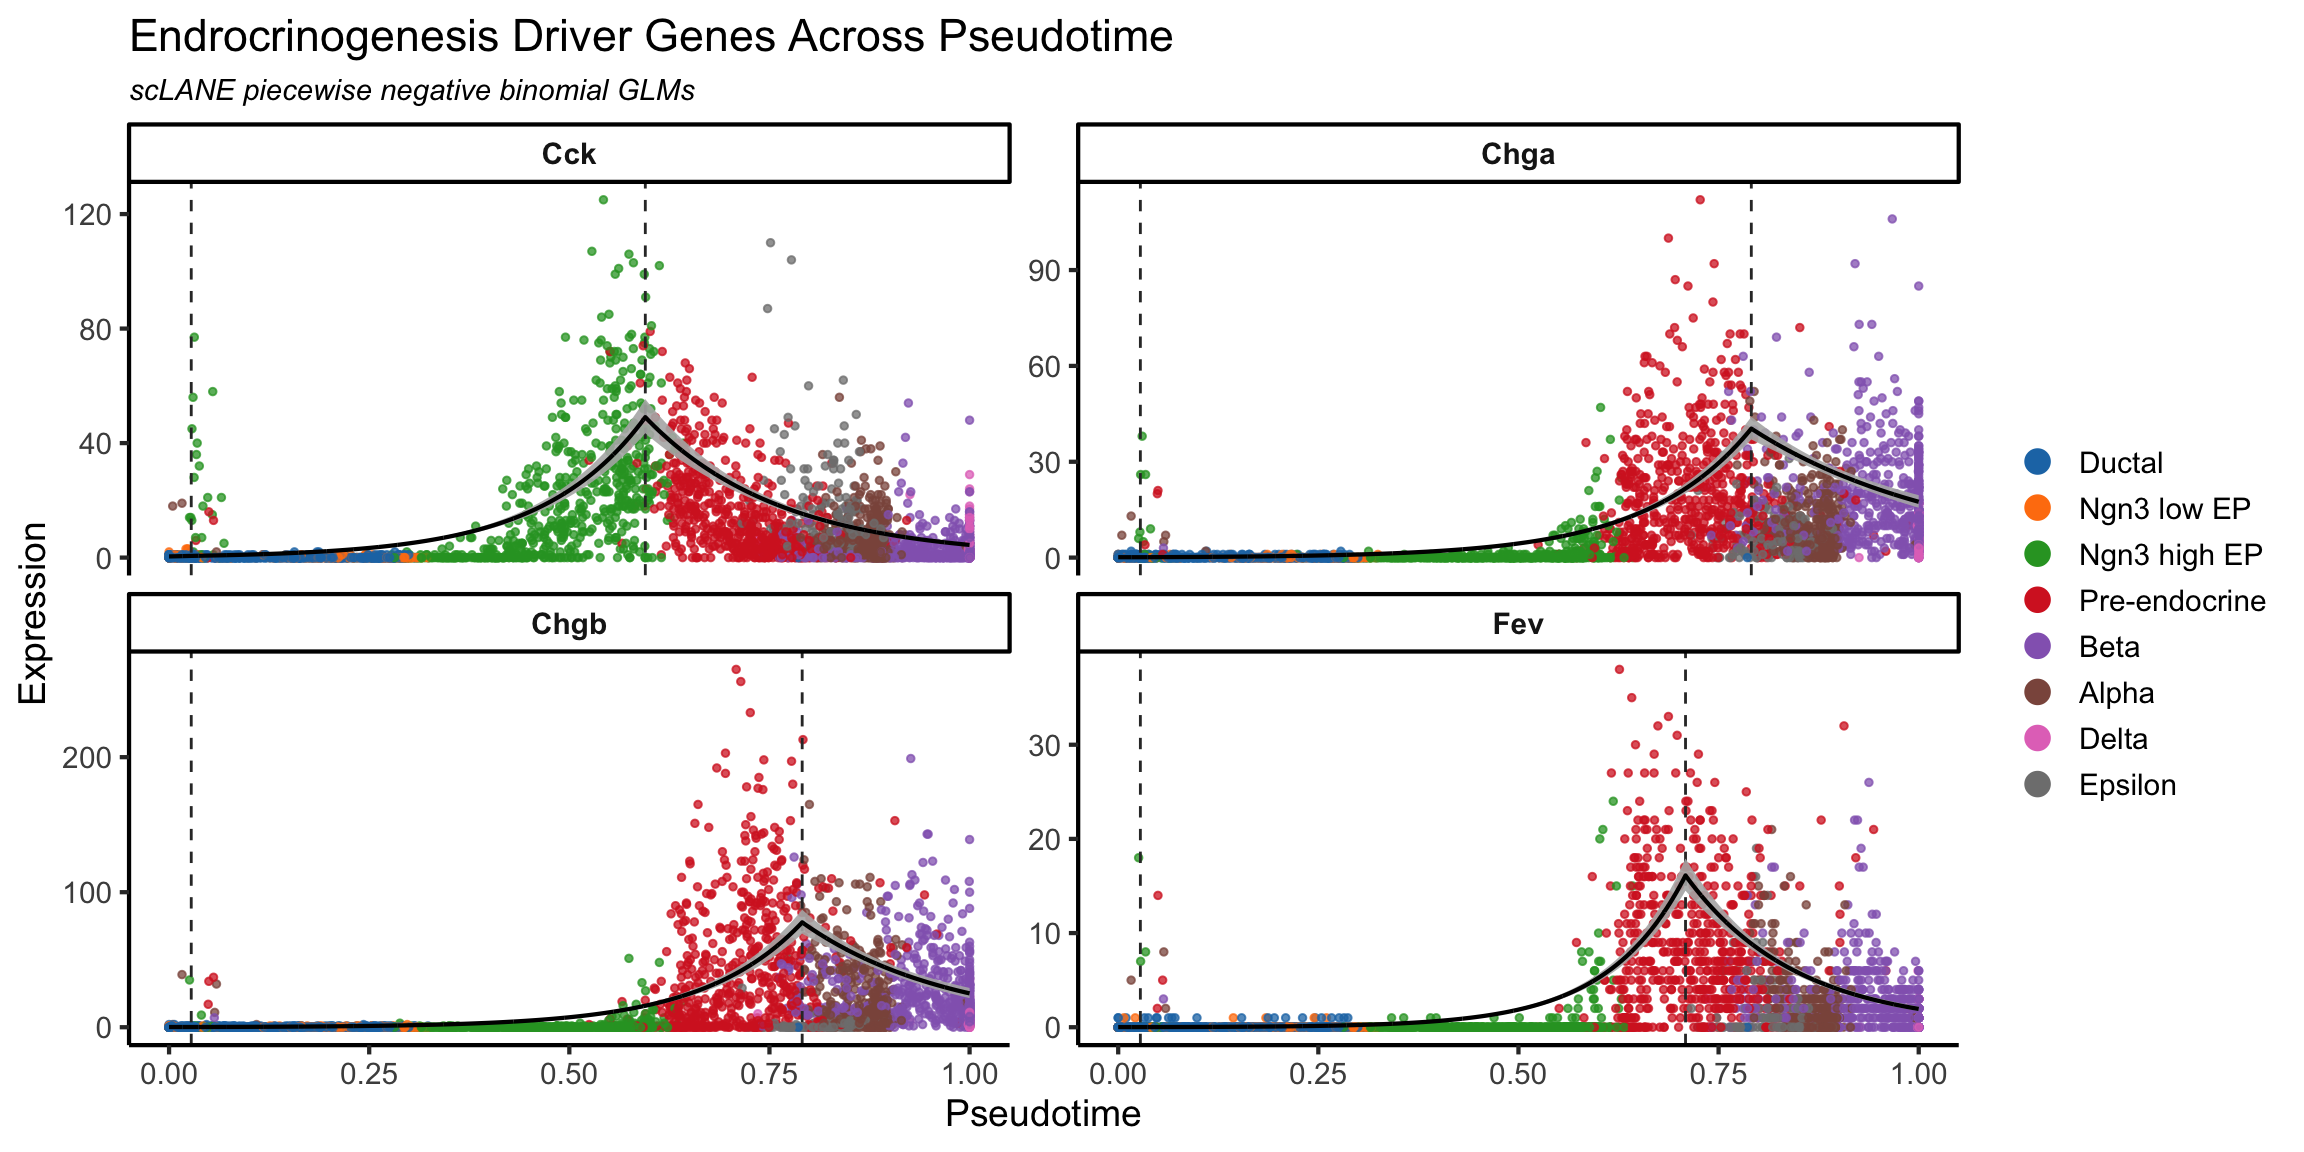 Endrocrinogenesis Driver Genes Across Pseudotime
scLANE piecewise negative binomial GLMs
Cck
Chga
120
80
40
0
90
60
30
0
Chgb
Fev
200
100
0
30
20
10
0
0.00 0.25 0.50 0.75 1.00
0.00 0.25 0.50 0.75 1.00
Expression
Pseudotime
Ductal
Ngn3 low EP
Ngn3 high EP
Pre-endocrine
Beta
Alpha
Delta
Epsilon